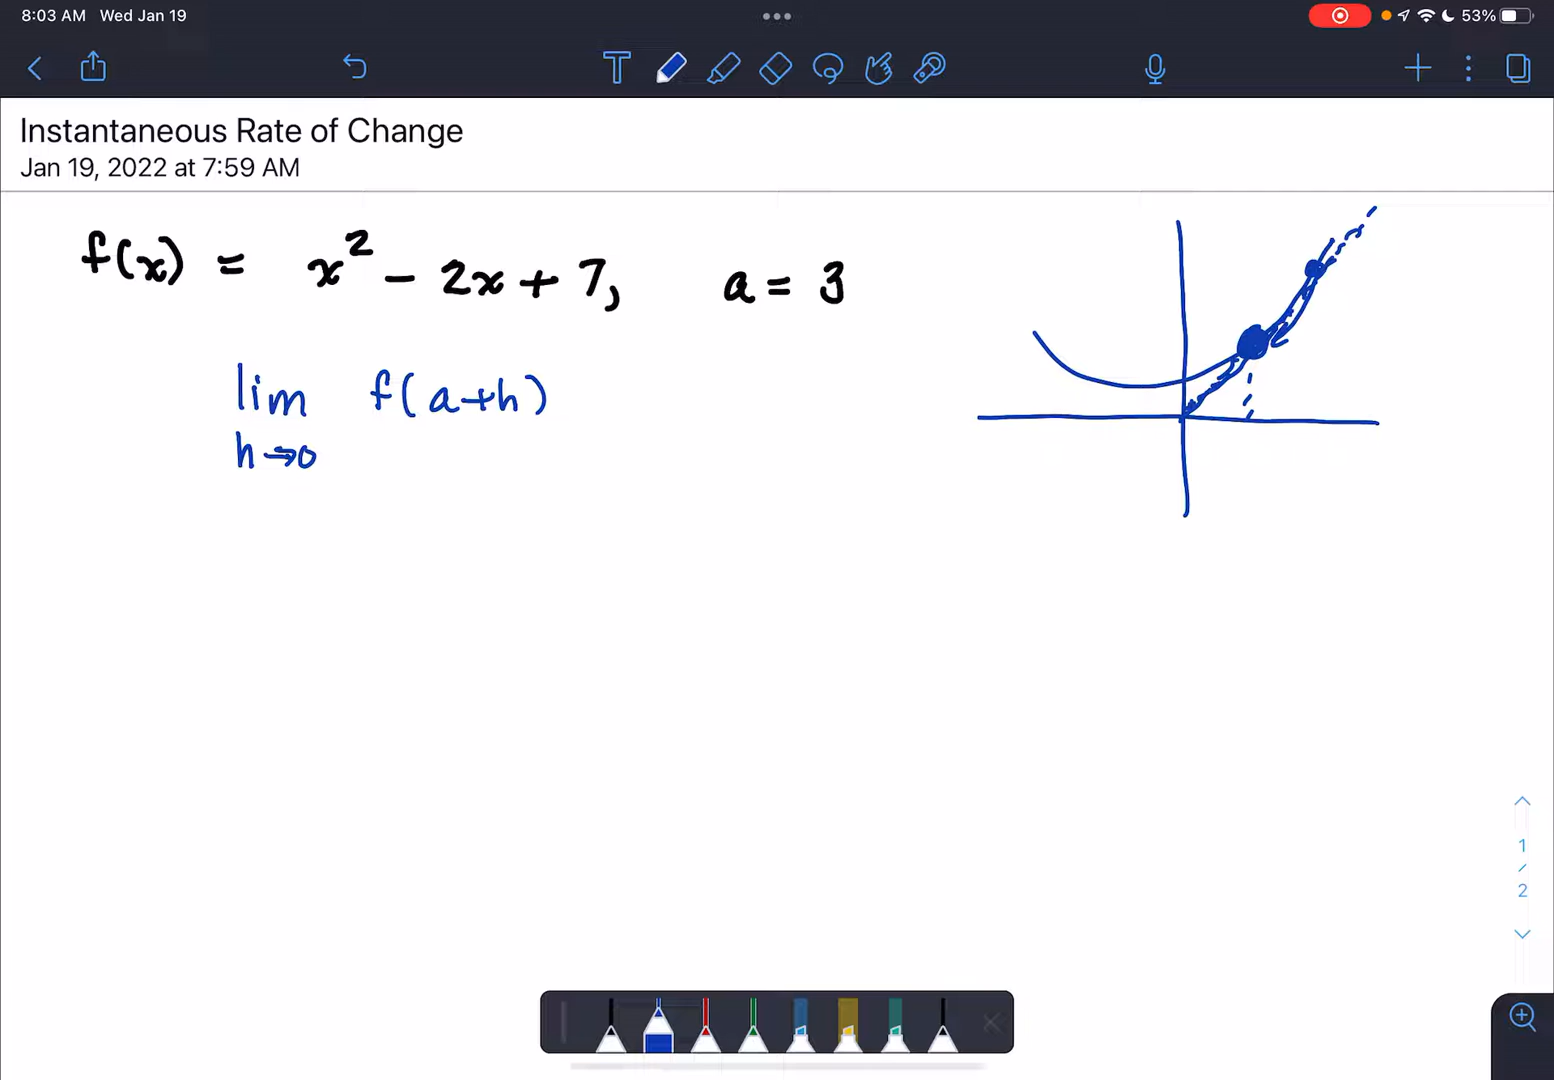 8:03 AM Wed Jan 19
53%
T
Instantaneous Rate of Change
Jan 19, 2022 at 7:59 AM
f(x) = x² - 2x + 7, a = 3
lim f(a+h)
h→0
1
/
2